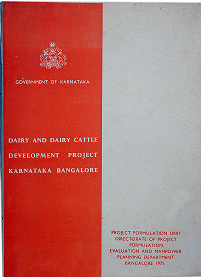 GOVERNMENT OF KARNATAKA
DAIRY AND DAIRY CATTLE
DEVELOPMENT PROJECT
KARNATAKA - BANGALORE
PROJECT FORMULATION UNIT
DIRECTORATE OF PROJECT
FORMULATION,
EVALUATION AND MANPOWER
PLANNING DEPARTMENT
BANGALORE 1975